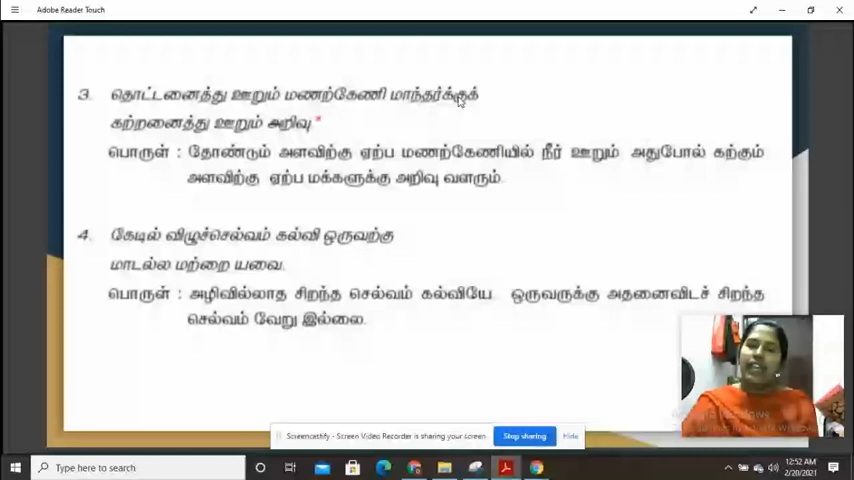 Adobe Reader Touch
3. தொட்டனைத்து ஊறும் மணற்கேணி மாந்தர்க்குக்
கற்றனைத்து ஊறும் அறிவு *
பொருள் : தோண்டும் அளவிற்கு ஏற்ப மணற்கேணியில் நீர் ஊறும் அதுபோல் கற்கும்
அளவிற்கு ஏற்ப மக்களுக்கு அறிவு வளரும்.
4. கேடில் விழுச்செல்வம் கல்வி ஒருவற்கு
மாடல்ல மற்றை யவை.
பொருள் : அழிவில்லாத சிறந்த செல்வம் கல்வியே. ஒருவருக்கு அதனைவிடச் சிறந்த
செல்வம் வேறு இல்லை.
Screencastify - Screen Video Recorder is sharing your screen. Stop sharing Hide
Type here to search
12:52 AM
2/20/2021